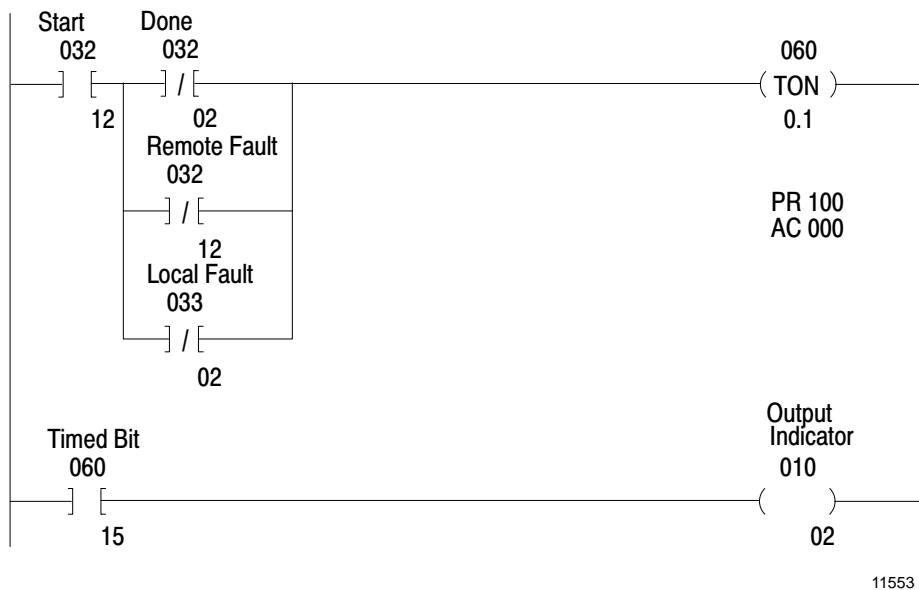 Start Done
032 032 060
] [ ] / [ ( TON )
12 02 0.1
Remote Fault
032
] / [
PR 100
AC 000
12
Local Fault
033
] / [
02
Output
Indicator
Timed Bit
060 010
] [ ( )
15 02
11553